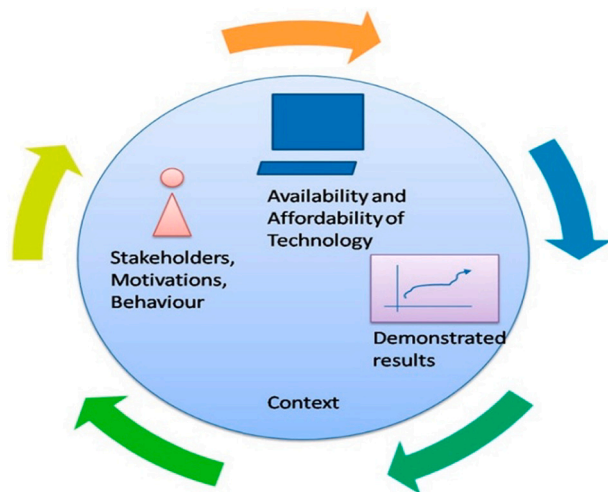 Availability and
Affordability of
Technology
Stakeholders,
Motivations,
Behaviour
Demonstrated
results
Context